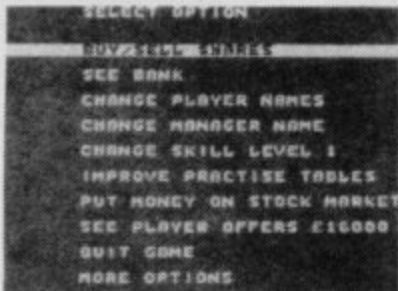 SELECT OPTION
BUY/SELL SHARES
SEE BANK
CHANGE PLAYER NAMES
CHANGE MANAGER NAME
CHANGE SKILL LEVEL 1
IMPROVE PRACTISE TABLES
PUT MONEY ON STOCK MARKET
SEE PLAYER OFFERS £16000
QUIT GAME
MORE OPTIONS